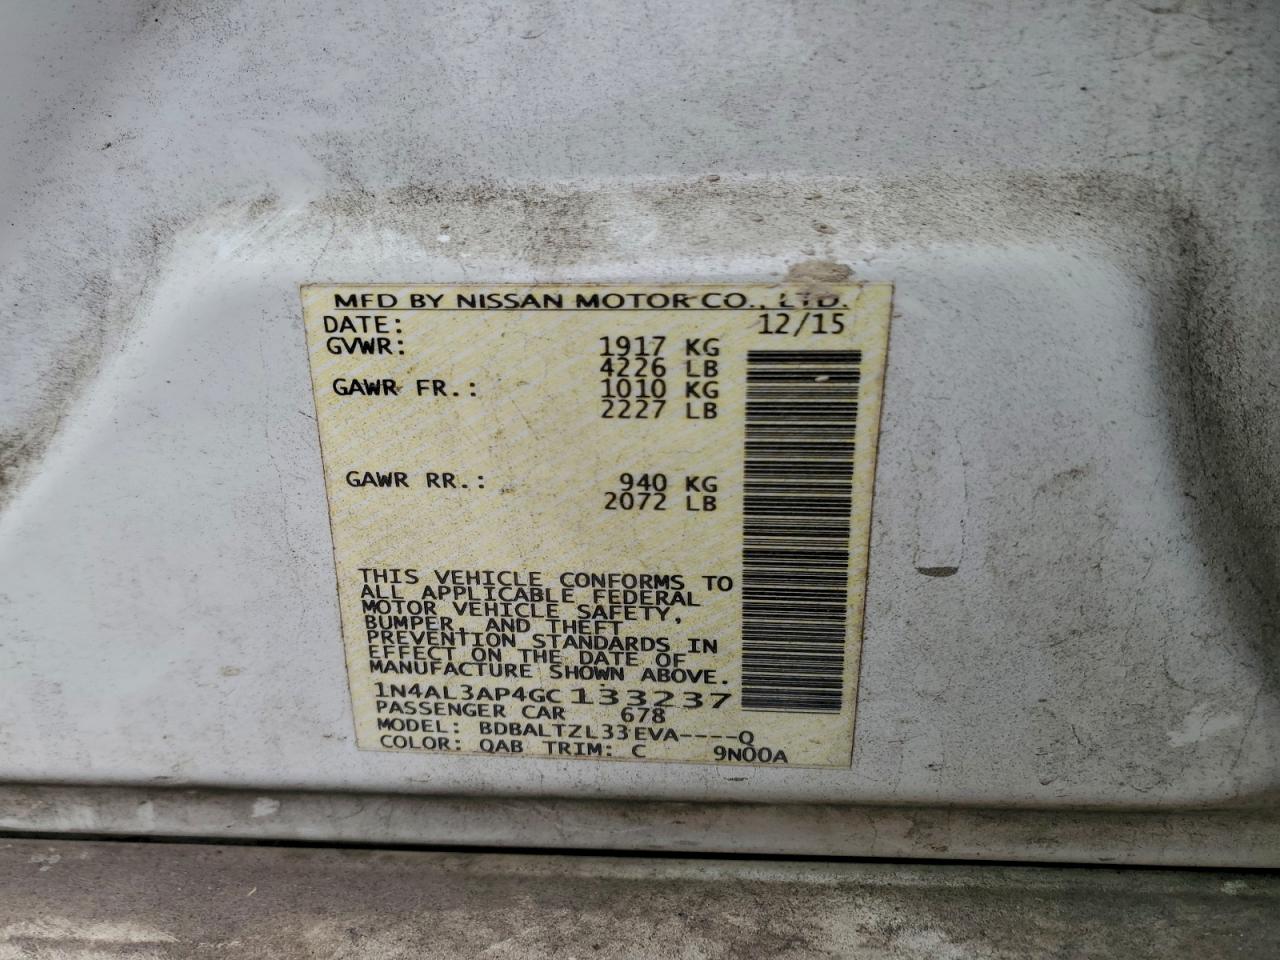 MFD BY NISSAN MOTOR CO., LTD.
DATE: 12/15
GVWR: 1917 KG
4226 LB
GAWR FR.: 1010 KG
2227 LB
GAWR RR.: 940 KG
2072 LB
THIS VEHICLE CONFORMS TO
ALL APPLICABLE FEDERAL
MOTOR VEHICLE SAFETY,
BUMPER, AND THEFT
PREVENTION STANDARDS IN
EFFECT ON THE DATE OF
MANUFACTURE SHOWN ABOVE.
1N4AL3AP4GC133237
PASSENGER CAR 678
MODEL: BDBALTZL33EVA----Q
COLOR: QAB TRIM: C 9N00A